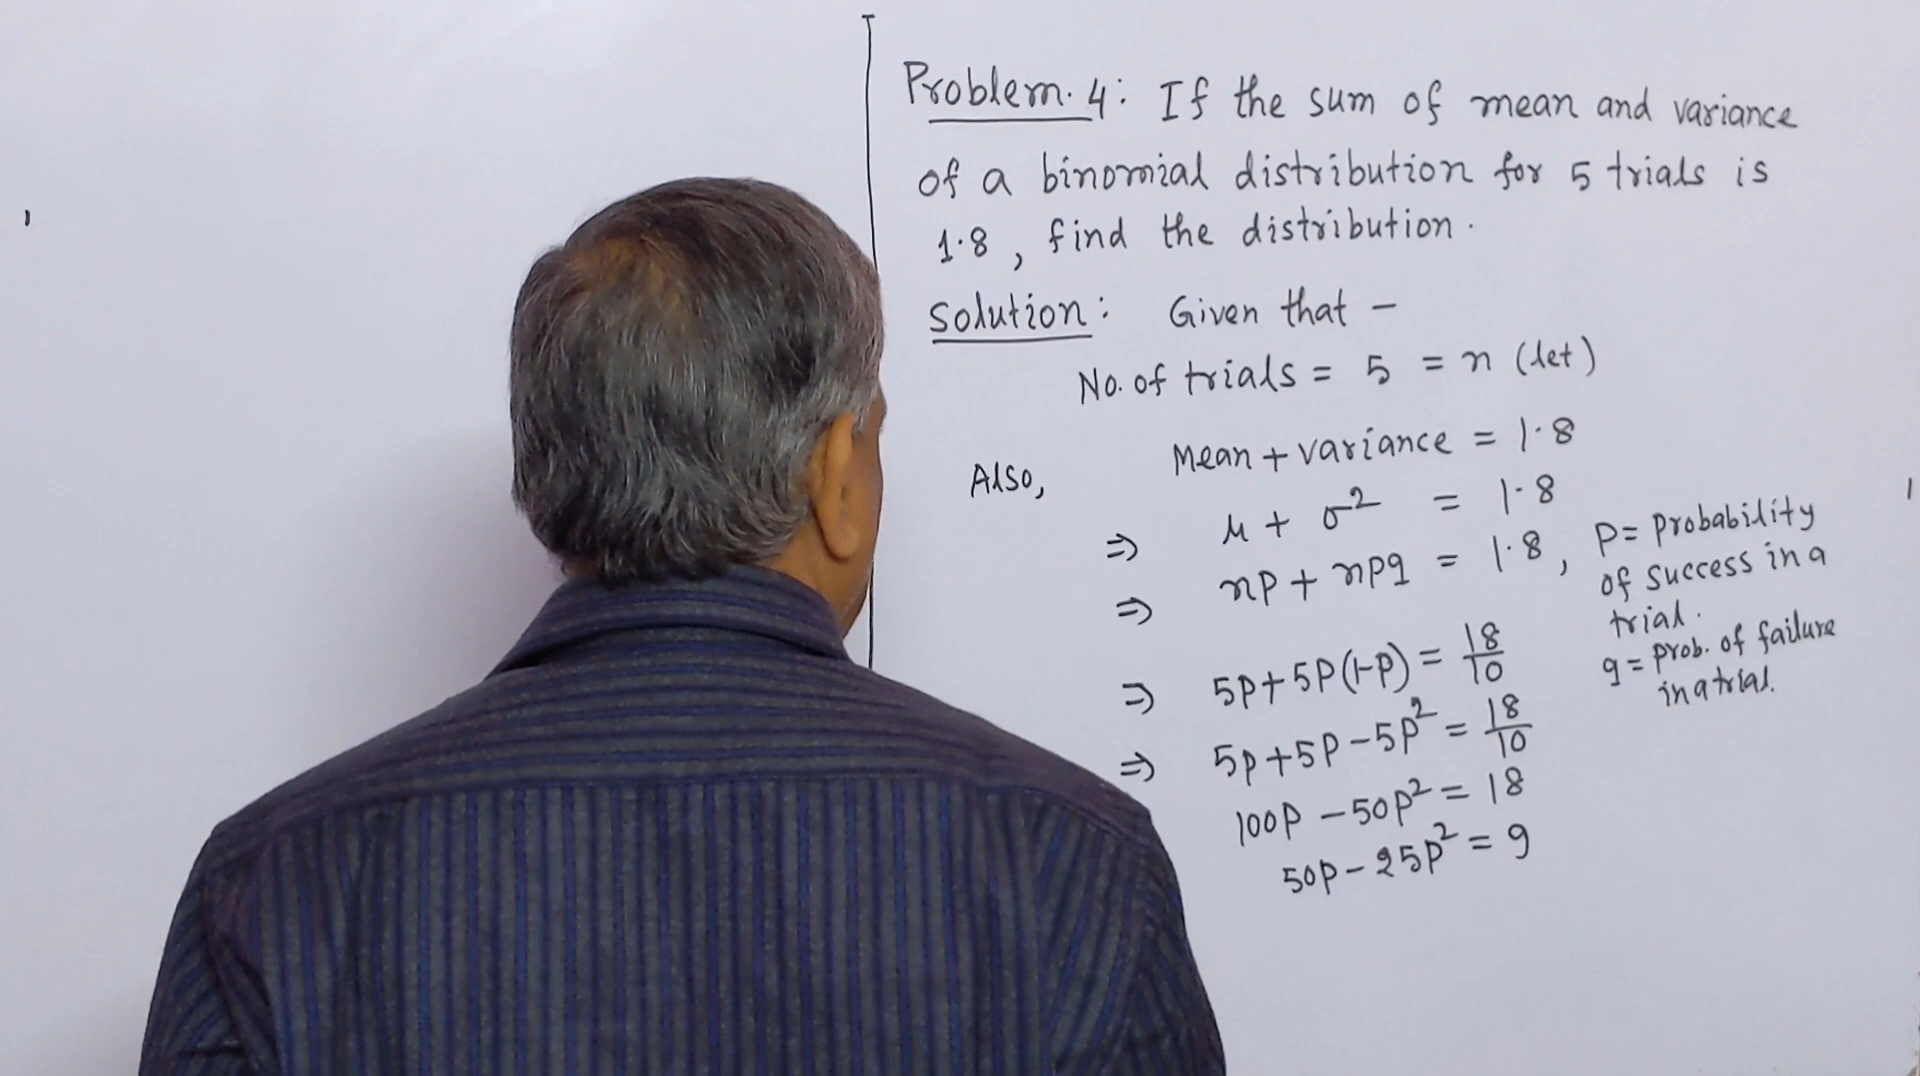 Problem. 4: If the sum of mean and variance
of a binomial distribution for 5 trials is
1.8, find the distribution.
Solution: Given that -
No. of trials = 5 = n (let)
Also, Mean + variance = 1.8
⇒ μ + σ² = 1.8
⇒ np + npq = 1.8, P = Probability
of success in a
trial.
q = prob. of failure
in a trial.
⇒ 5p + 5P(1-P) = 18/10
⇒ 5p + 5P - 5P² = 18/10
100P - 50P² = 18
50P - 25P² = 9